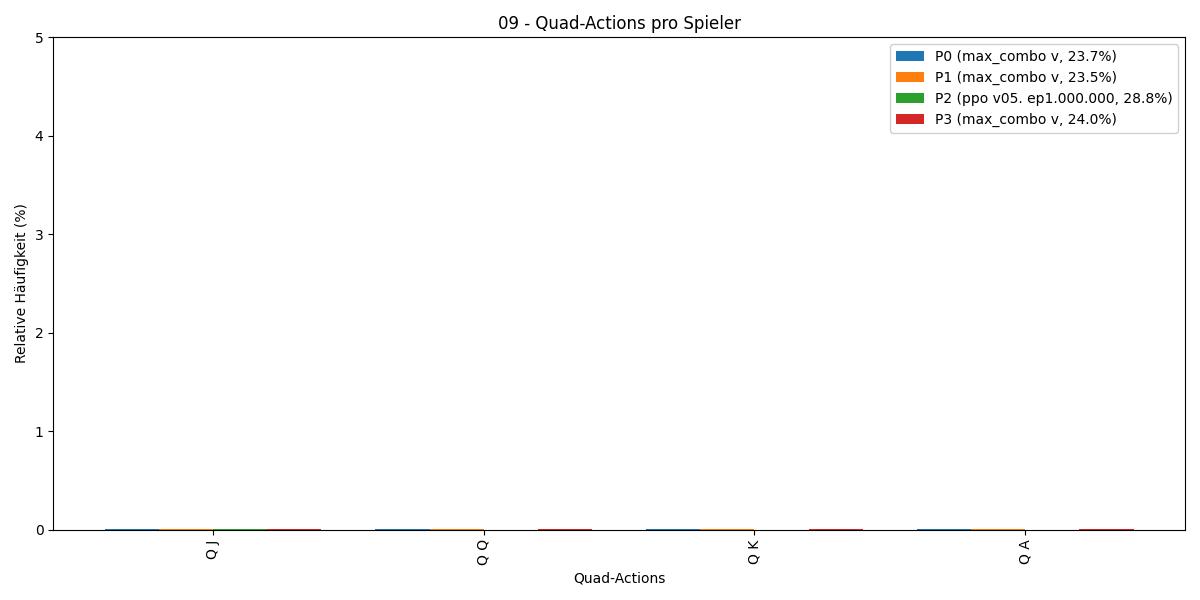 09 - Quad-Actions pro Spieler
P0 (max_combo v, 23.7%)
P1 (max_combo v, 23.5%)
P2 (ppo v05. ep1.000.000, 28.8%)
P3 (max_combo v, 24.0%)
Relative Häufigkeit (%)
5
4
3
2
1
0
Q J
Q Q
Q K
Q A
Quad-Actions